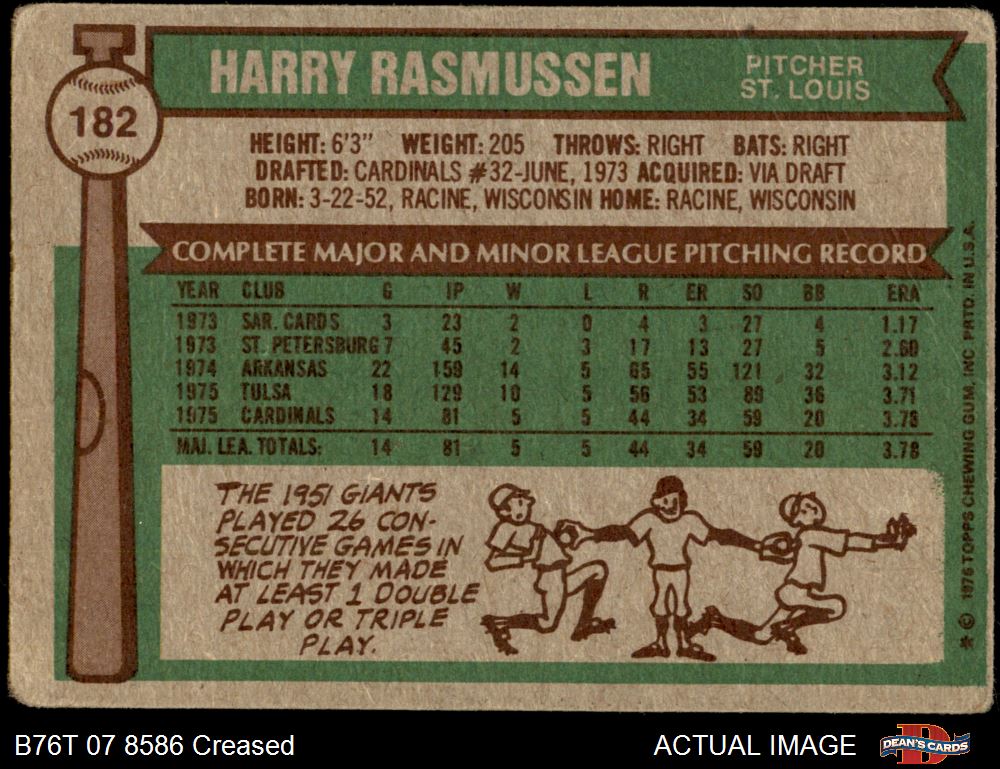 HARRY RASMUSSEN
PITCHER
ST. LOUIS
182
HEIGHT: 6'3" WEIGHT: 205 THROWS: RIGHT BATS: RIGHT
DRAFTED: CARDINALS #32-JUNE, 1973 ACQUIRED: VIA DRAFT
BORN: 3-22-52, RACINE, WISCONSIN HOME: RACINE, WISCONSIN
COMPLETE MAJOR AND MINOR LEAGUE PITCHING RECORD
YEAR CLUB G IP W L R ER SO BB ERA
1973 SAR. CARDS 3 23 2 0 4 3 27 4 1.17
1973 ST. PETERSBURG 7 45 2 3 17 13 27 5 2.60
1974 ARKANSAS 22 159 14 5 65 55 121 32 3.12
1975 TULSA 18 129 10 5 56 53 89 36 3.71
1975 CARDINALS 14 81 5 5 44 34 59 20 3.78
MAJ. LEA. TOTALS: 14 81 5 5 44 34 59 20 3.78
THE 1951 GIANTS
PLAYED 26 CON-
SECUTIVE GAMES IN
WHICH THEY MADE
AT LEAST 1 DOUBLE
PLAY OR TRIPLE
PLAY.
* © 1976 TOPPS CHEWING GUM, INC. PRTD. IN U.S.A.
B76T 07 8586 Creased
ACTUAL IMAGE
DEAN'S CARDS